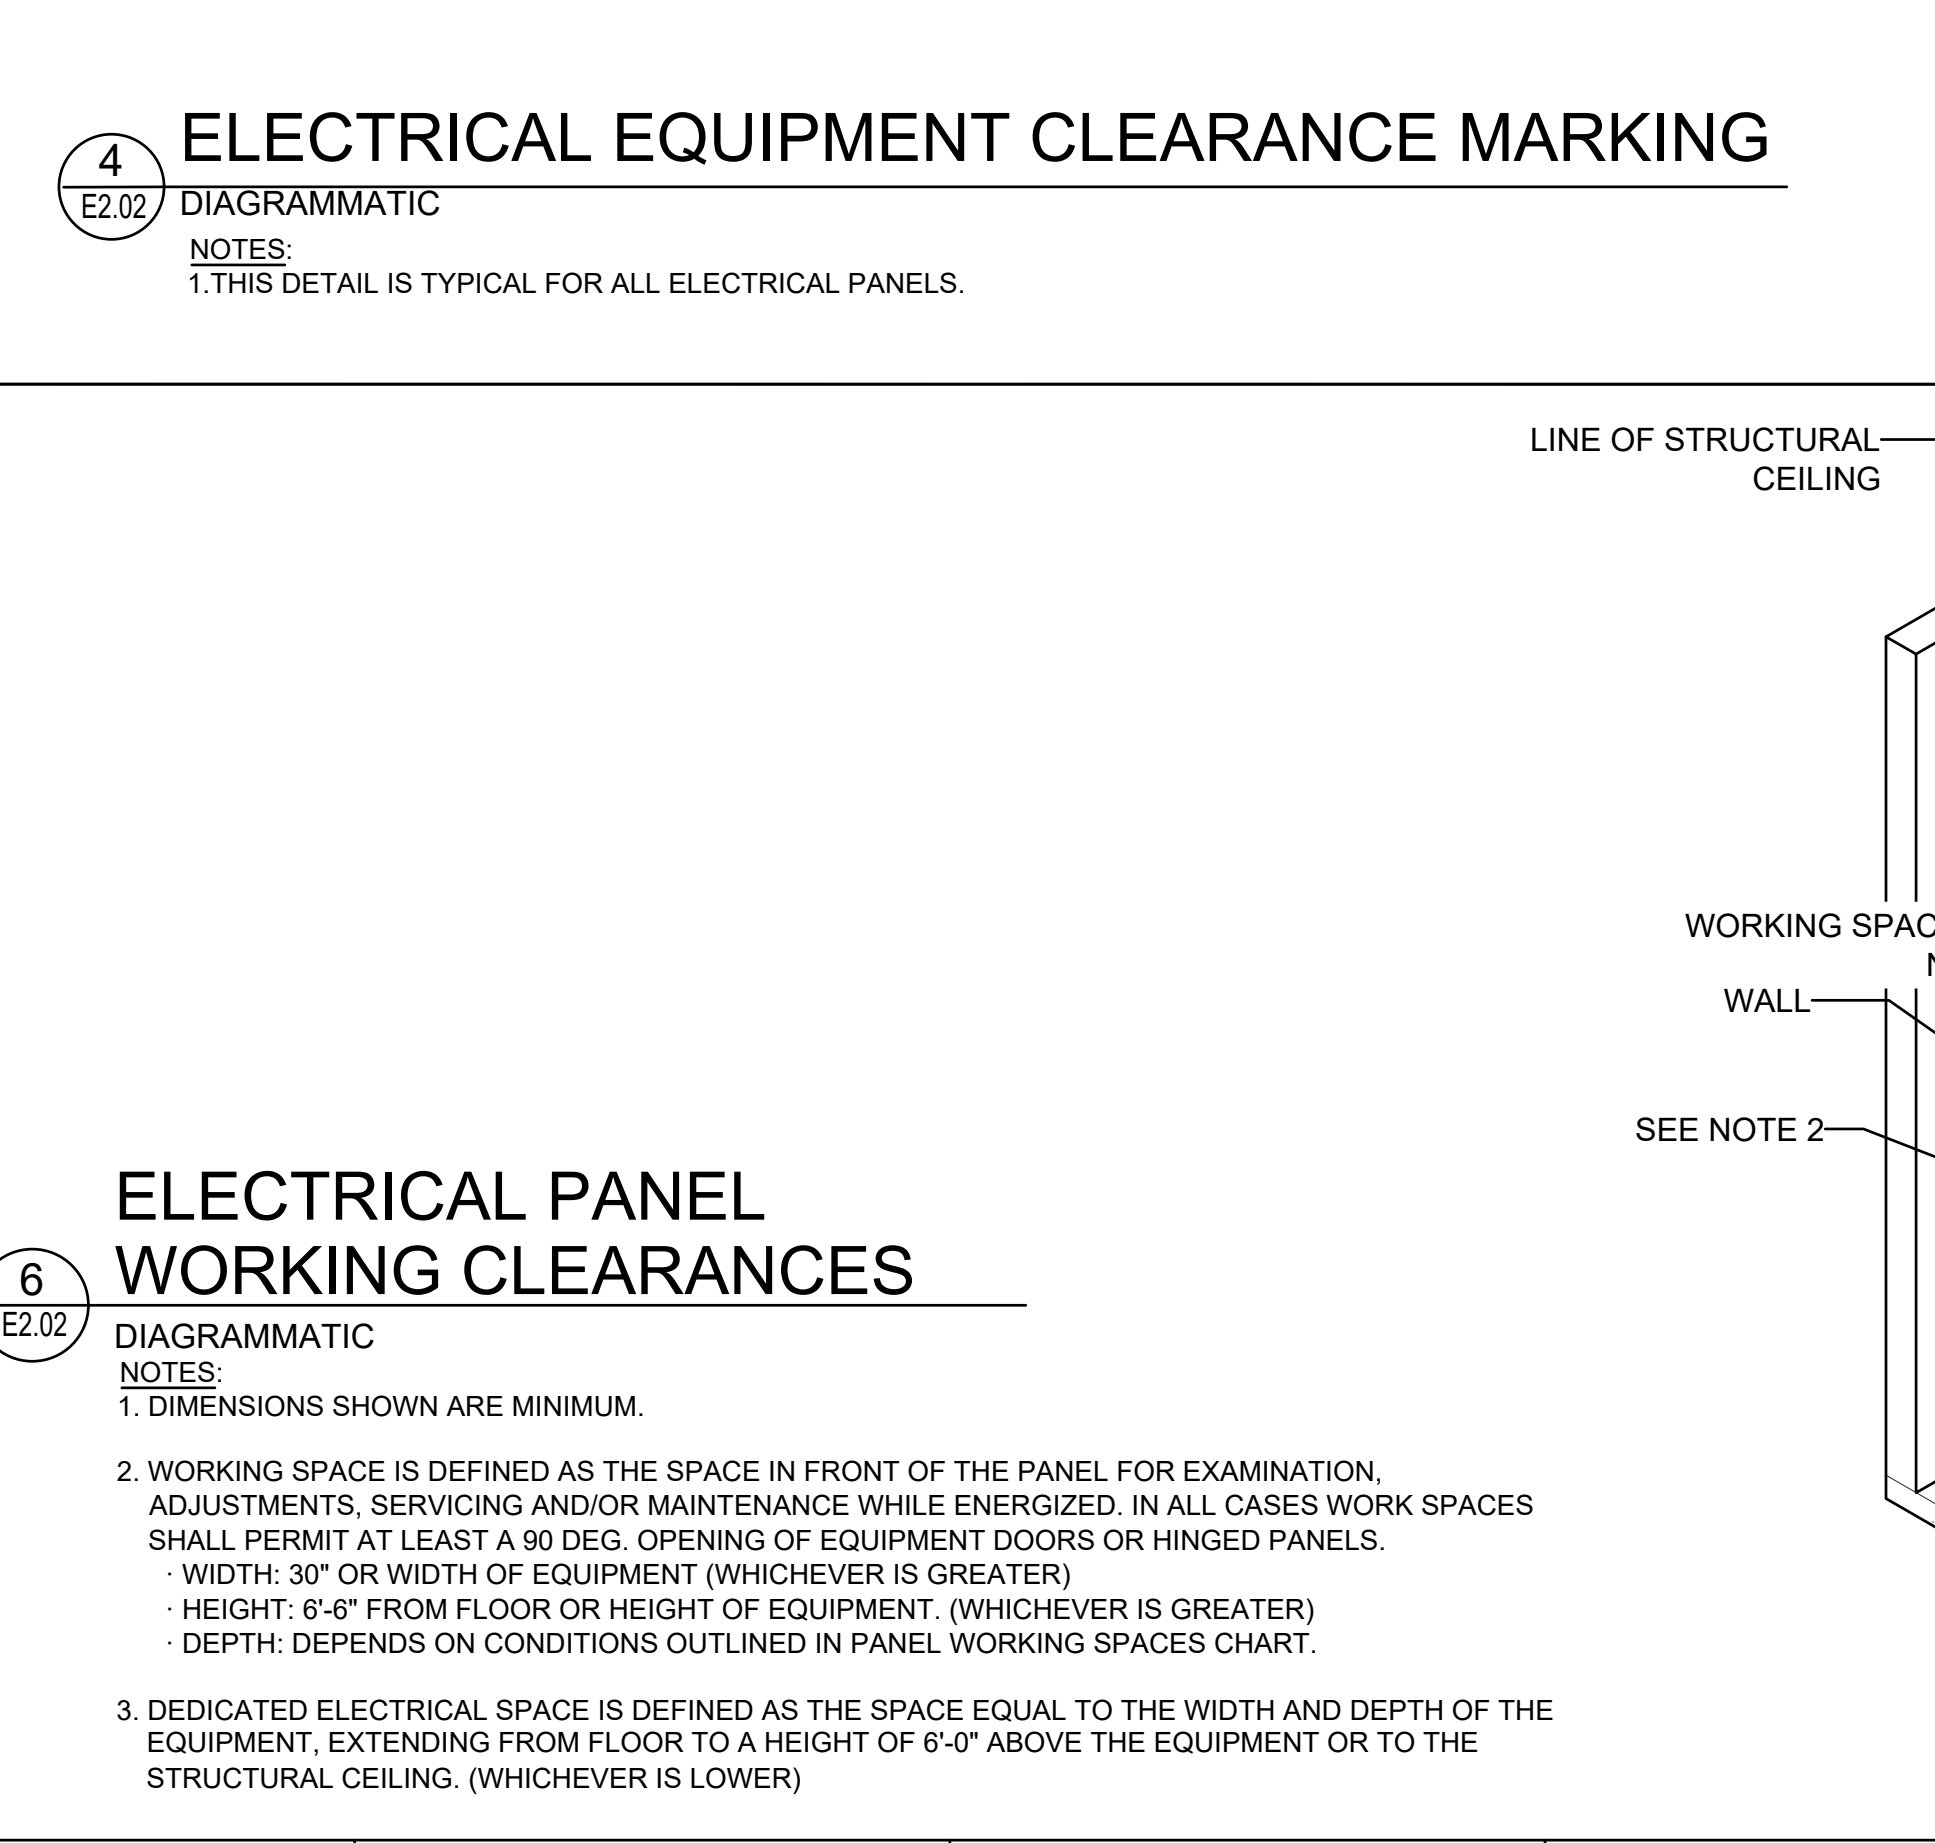 4
E2.02
ELECTRICAL EQUIPMENT CLEARANCE MARKING
DIAGRAMMATIC
NOTES:
1.THIS DETAIL IS TYPICAL FOR ALL ELECTRICAL PANELS.
LINE OF STRUCTURAL
CEILING
WORKING SPAC
N
WALL
SEE NOTE 2
6
E2.02
ELECTRICAL PANEL
WORKING CLEARANCES
DIAGRAMMATIC
NOTES:
1. DIMENSIONS SHOWN ARE MINIMUM.
2. WORKING SPACE IS DEFINED AS THE SPACE IN FRONT OF THE PANEL FOR EXAMINATION,
ADJUSTMENTS, SERVICING AND/OR MAINTENANCE WHILE ENERGIZED. IN ALL CASES WORK SPACES
SHALL PERMIT AT LEAST A 90 DEG. OPENING OF EQUIPMENT DOORS OR HINGED PANELS.
· WIDTH: 30" OR WIDTH OF EQUIPMENT (WHICHEVER IS GREATER)
· HEIGHT: 6'-6" FROM FLOOR OR HEIGHT OF EQUIPMENT. (WHICHEVER IS GREATER)
· DEPTH: DEPENDS ON CONDITIONS OUTLINED IN PANEL WORKING SPACES CHART.
3. DEDICATED ELECTRICAL SPACE IS DEFINED AS THE SPACE EQUAL TO THE WIDTH AND DEPTH OF THE
EQUIPMENT, EXTENDING FROM FLOOR TO A HEIGHT OF 6'-0" ABOVE THE EQUIPMENT OR TO THE
STRUCTURAL CEILING. (WHICHEVER IS LOWER)